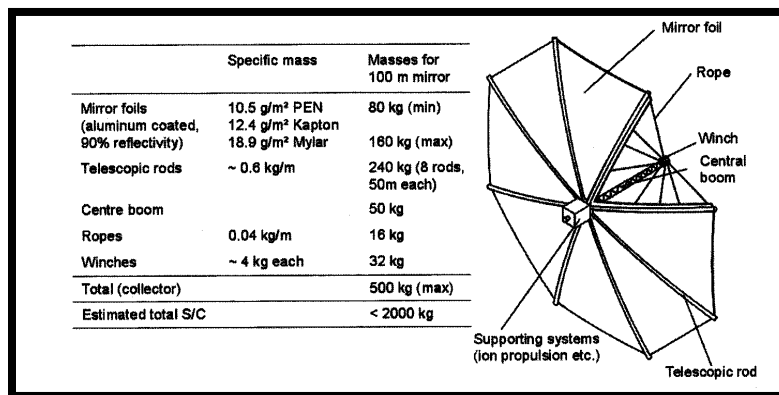 Specific mass Masses for
100 m mirror
Mirror foils 10.5 g/m² PEN 80 kg (min)
(aluminum coated, 12.4 g/m² Kapton
90% reflectivity) 18.9 g/m² Mylar 160 kg (max)
Telescopic rods ~ 0.6 kg/m 240 kg (8 rods,
50m each)
Centre boom 50 kg
Ropes 0.04 kg/m 16 kg
Winches ~ 4 kg each 32 kg
Total (collector) 500 kg (max)
Estimated total S/C < 2000 kg
Mirror foil
Rope
Winch
Central
boom
Supporting systems
(ion propulsion etc.)
Telescopic rod